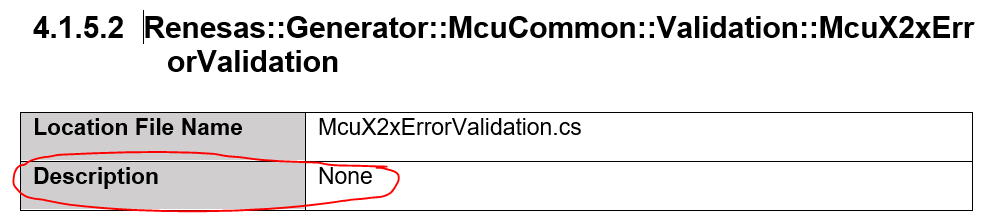 4.1.5.2 Renesas::Generator::McuCommon::Validation::McuX2xErr
orValidation
Location File Name McuX2xErrorValidation.cs
Description None